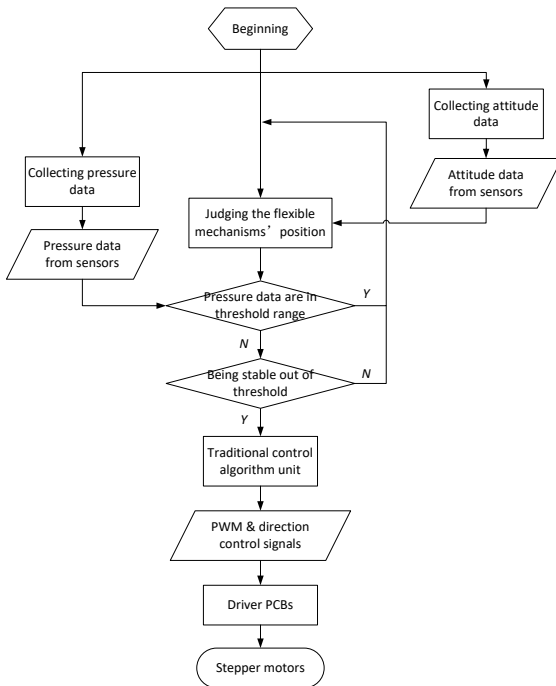 Beginning
Collecting attitude
data
Collecting pressure
data
Attitude data
from sensors
Judging the flexible
mechanisms’ position
Pressure data
from sensors
Pressure data are in
threshold range
Y
N
Being stable out of
threshold
N
Y
Traditional control
algorithm unit
PWM & direction
control signals
Driver PCBs
Stepper motors